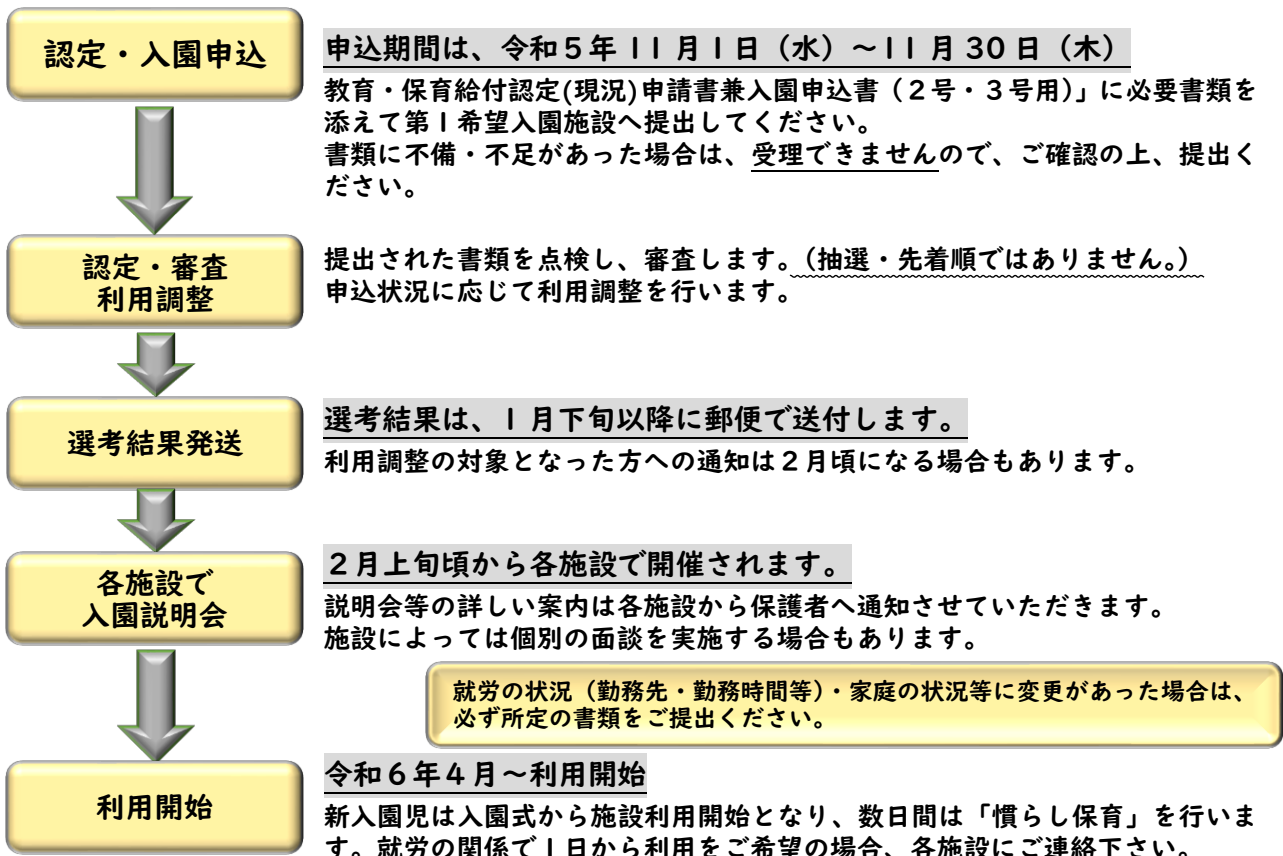 認定・入園申込
申込期間は、令和5年11月1日（水）～11月30日（木）
教育・保育給付認定(現況)申請書兼入園申込書（２号・３号用）」に必要書類を
添えて第1希望入園施設へ提出してください。
書類に不備・不足があった場合は、受理できませんので、ご確認の上、提出く
ださい。
認定・審査
利用調整
提出された書類を点検し、審査します。（抽選・先着順ではありません。）
申込状況に応じて利用調整を行います。
選考結果発送
選考結果は、1月下旬以降に郵便で送付します。
利用調整の対象となった方への通知は２月頃になる場合もあります。
各施設で
入園説明会
２月上旬頃から各施設で開催されます。
説明会等の詳しい案内は各施設から保護者へ通知させていただきます。
施設によっては個別の面談を実施する場合もあります。
就労の状況（勤務先・勤務時間等）・家庭の状況等に変更があった場合は、
必ず所定の書類をご提出ください。
利用開始
令和６年４月～利用開始
新入園児は入園式から施設利用開始となり、数日間は「慣らし保育」を行いま
す。就労の関係で1日から利用をご希望の場合、各施設にご連絡下さい。